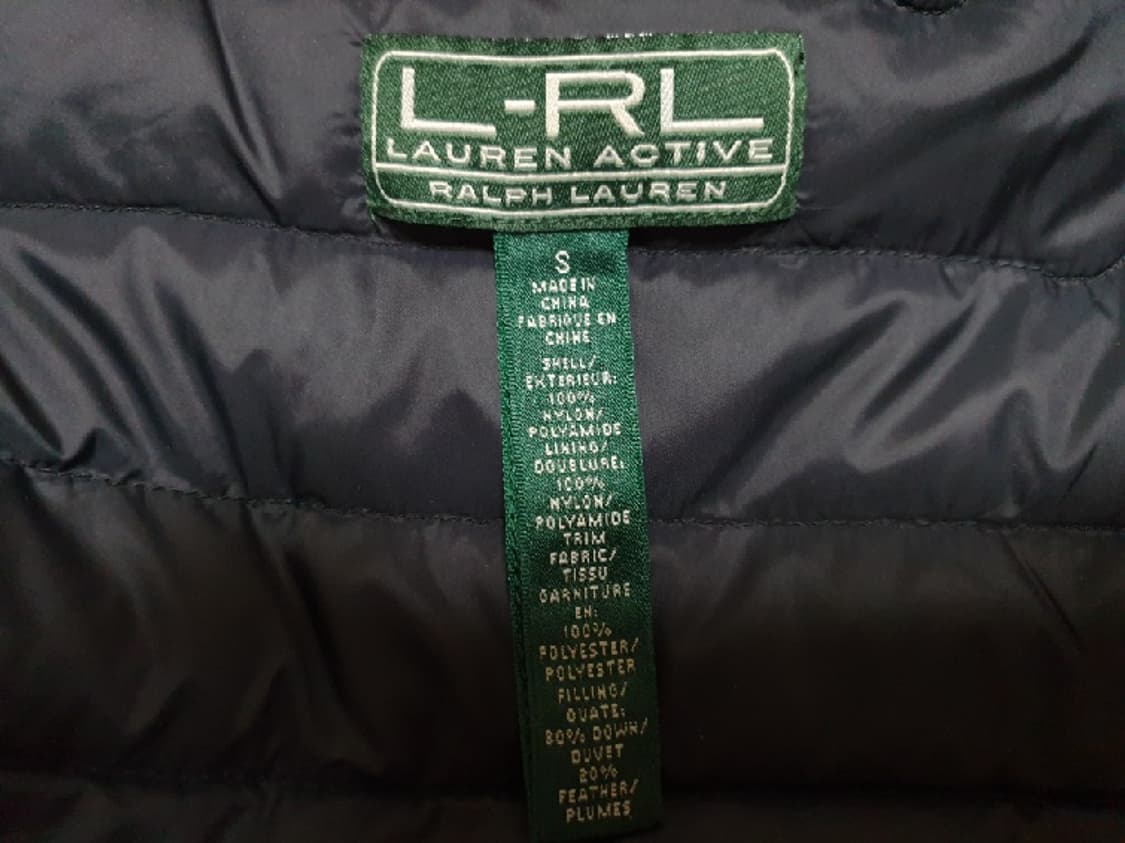 L-RL
LAUREN ACTIVE
RALPH LAUREN
S
MADE IN
CHINA
FABRIQUE EN
CHINE
SHELL/
EXTERIEUR:
100%
NYLON/
POLYAMIDE
LINING/
DOUBLURE:
100%
NYLON/
POLYAMIDE
TRIM
FABRIC/
TISSU
GARNITURE
EN:
100%
POLYESTER/
POLYESTER
FILLING/
OUATE:
80% DOWN/
DUVET
20%
FEATHER/
PLUMES